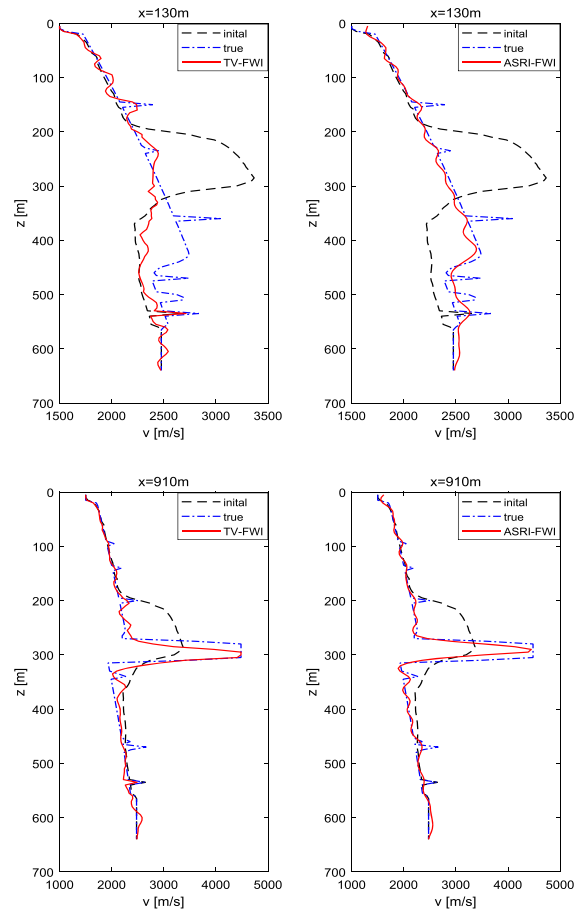 x=130m
inital
true
TV-FWI
z [m]
0
100
200
300
400
500
600
700
1500
2000
2500
3000
3500
v [m/s]
x=130m
inital
true
ASRI-FWI
z [m]
0
100
200
300
400
500
600
700
1500
2000
2500
3000
3500
v [m/s]
x=910m
inital
true
TV-FWI
z [m]
0
100
200
300
400
500
600
700
1000
2000
3000
4000
5000
v [m/s]
x=910m
inital
true
ASRI-FWI
z [m]
0
100
200
300
400
500
600
700
1000
2000
3000
4000
5000
v [m/s]